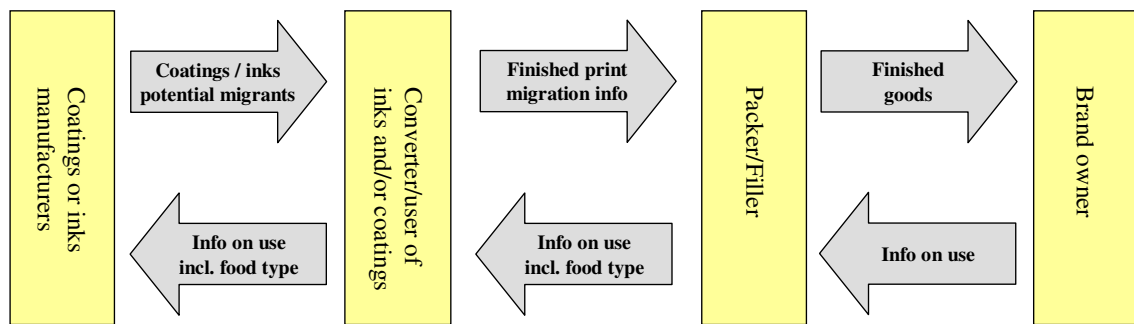 Coatings or inks
manufacturers
Coatings / inks
potential migrants
Info on use
incl. food type
Converter/user of
inks and/or coatings
Finished print
migration info
Info on use
incl. food type
Packer/Filler
Finished
goods
Info on use
Brand owner